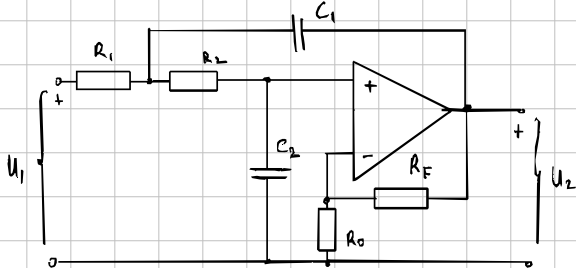 C1
R1
R2
+
+
C2
-
+
U1
RF
U2
R0